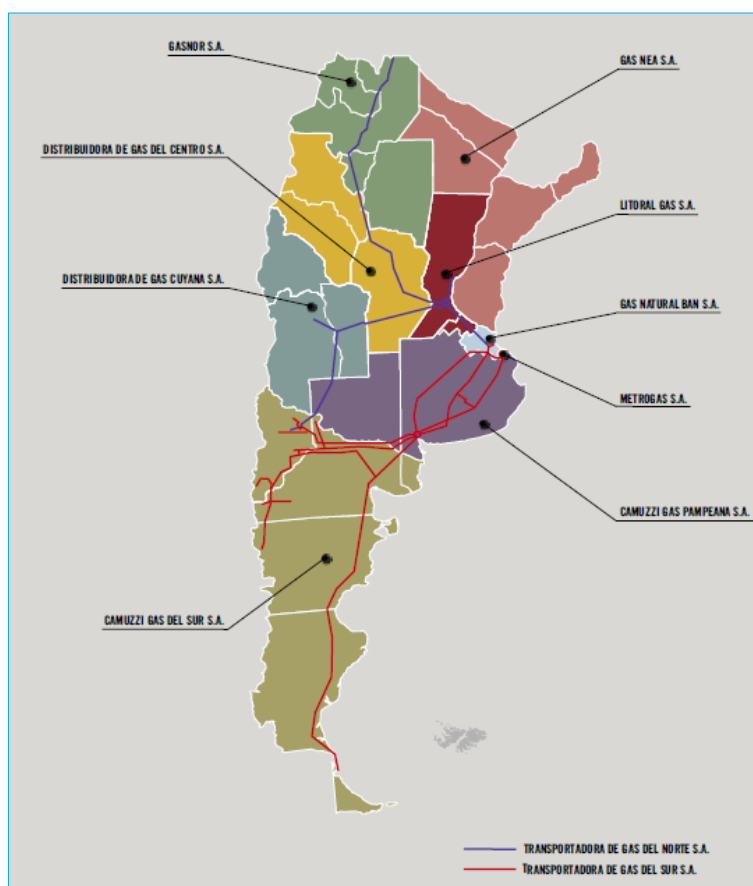 GASNOR S.A.
GAS NEA S.A.
DISTRIBUIDORA DE GAS DEL CENTRO S.A.
LITORAL GAS S.A.
DISTRIBUIDORA DE GAS CUYANA S.A.
GAS NATURAL BAN S.A.
METROGAS S.A.
CAMUZZI GAS PAMPEANA S.A.
CAMUZZI GAS DEL SUR S.A.
TRANSPORTADORA DE GAS DEL NORTE S.A.
TRANSPORTADORA DE GAS DEL SUR S.A.